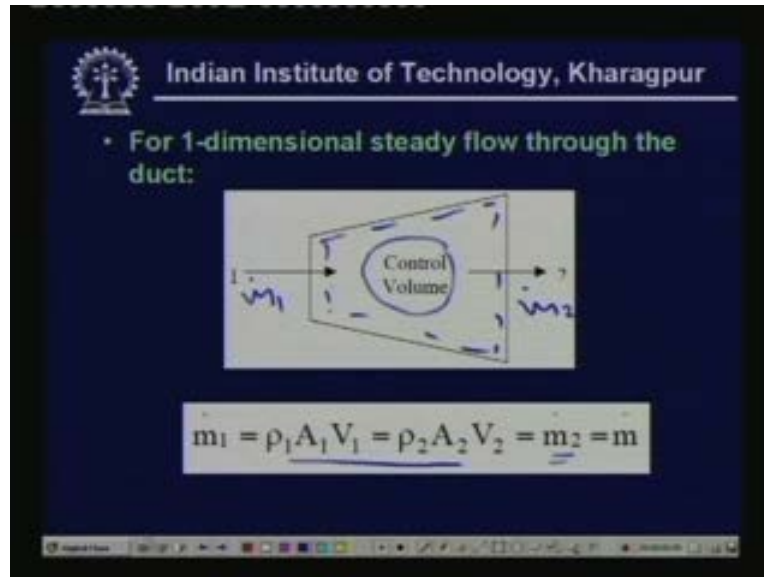 Indian Institute of Technology, Kharagpur
• For 1-dimensional steady flow through the
duct:
1
Control
Volume
2
ṁ₁
ṁ₂
ṁ₁ = ρ₁A₁V₁ = ρ₂A₂V₂ = ṁ₂ = ṁ